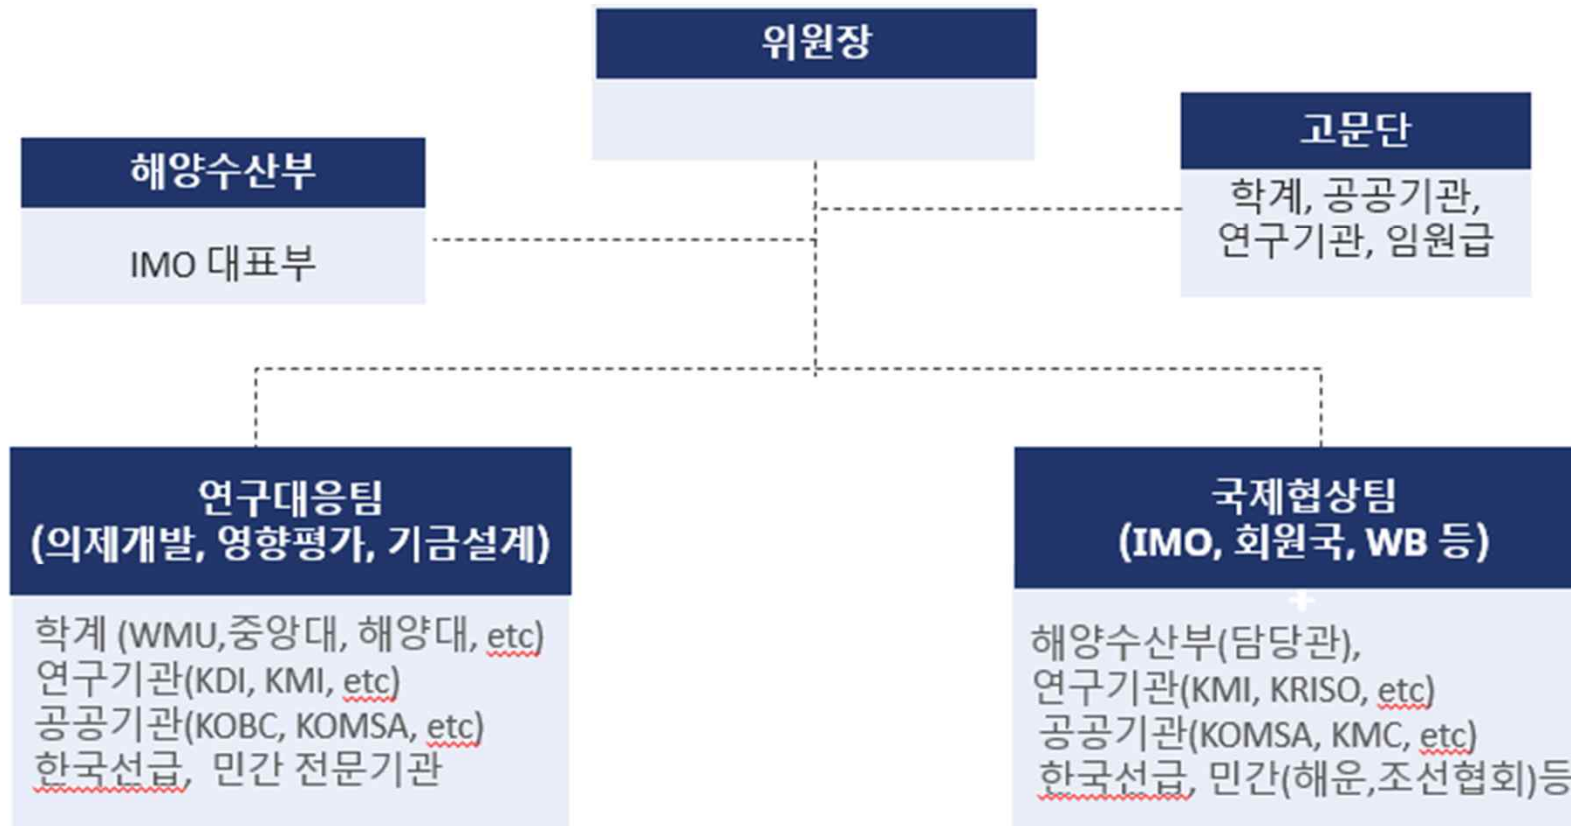 위원장
해양수산부
IMO 대표부
고문단
학계, 공공기관,
연구기관, 임원급
연구대응팀
(의제개발, 영향평가, 기금설계)
학계 (WMU,중앙대, 해양대, etc)
연구기관(KDI, KMI, etc)
공공기관(KOBC, KOMSA, etc)
한국선급, 민간 전문기관
국제협상팀
(IMO, 회원국, WB 등)
+
해양수산부(담당관),
연구기관(KMI, KRISO, etc)
공공기관(KOMSA, KMC, etc)
한국선급, 민간(해운,조선협회)등